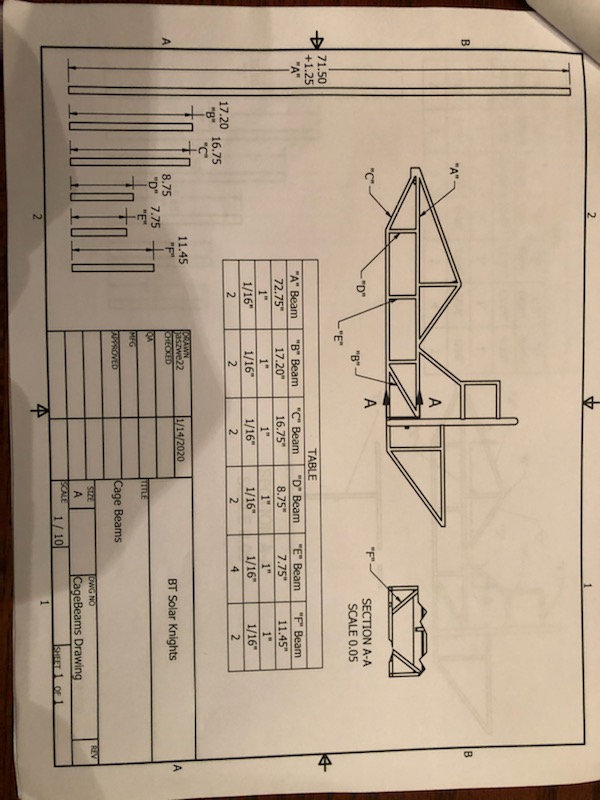 2
1
B
B
"A"
A
"C"
"D"
"E"
"B"
A
"F"
SECTION A-A
SCALE 0.05
71.50
+1.25
"A"
TABLE
"A" Beam "B" Beam "C" Beam "D" Beam "E" Beam "F" Beam
72.75" 17.20" 16.75" 8.75" 7.75" 11.45"
1" 1" 1" 1" 1" 1"
1/16" 1/16" 1/16" 1/16" 1/16" 1/16"
2 2 2 2 4 2
17.20
"B"
16.75
"C"
8.75
"D"
7.75
"E"
11.45
"F"
A
A
DRAWN
jaszwe22 1/14/2020
CHECKED
QA
MFG
APPROVED
BT Solar Knights
TITLE
Cage Beams
SIZE
A
DWG NO
CageBeams Drawing
REV
SCALE 1 / 10
SHEET 1 OF 1
2
1